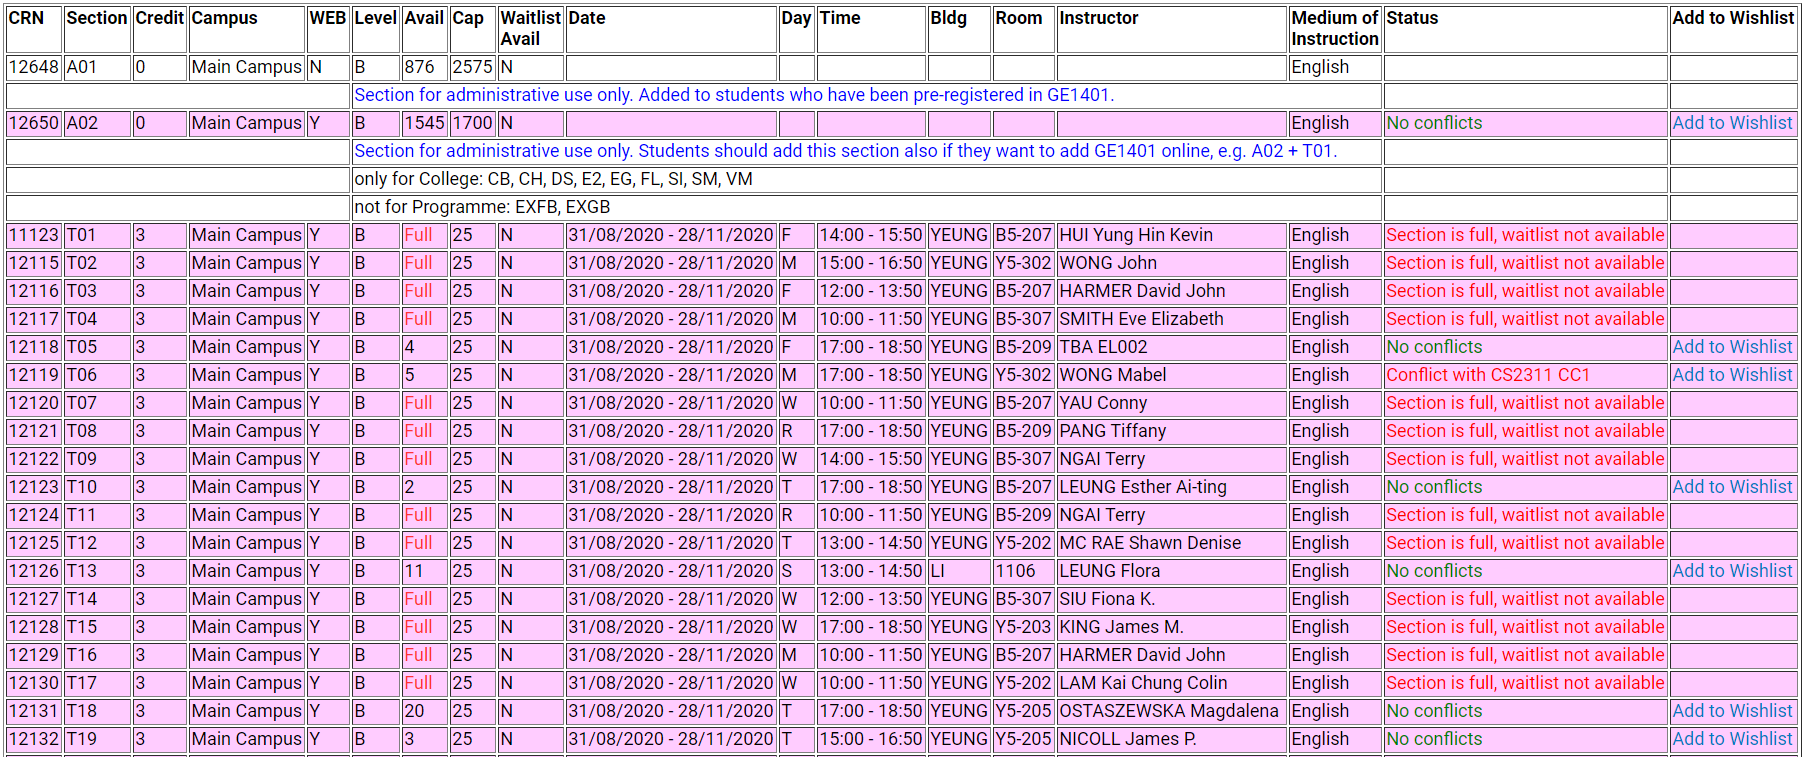 CRN Section Credit Campus WEB Level Avail Cap Waitlist Avail Date Day Time Bldg Room Instructor Medium of Instruction Status Add to Wishlist
12648 A01 0 Main Campus N B 876 2575 N English
Section for administrative use only. Added to students who have been pre-registered in GE1401.
12650 A02 0 Main Campus Y B 1545 1700 N English No conflicts Add to Wishlist
Section for administrative use only. Students should add this section also if they want to add GE1401 online, e.g. A02 + T01.
only for College: CB, CH, DS, E2, EG, FL, SI, SM, VM
not for Programme: EXFB, EXGB
11123 T01 3 Main Campus Y B Full 25 N 31/08/2020 - 28/11/2020 F 14:00 - 15:50 YEUNG B5-207 HUI Yung Hin Kevin English Section is full, waitlist not available
12115 T02 3 Main Campus Y B Full 25 N 31/08/2020 - 28/11/2020 M 15:00 - 16:50 YEUNG Y5-302 WONG John English Section is full, waitlist not available
12116 T03 3 Main Campus Y B Full 25 N 31/08/2020 - 28/11/2020 F 12:00 - 13:50 YEUNG B5-207 HARMER David John English Section is full, waitlist not available
12117 T04 3 Main Campus Y B Full 25 N 31/08/2020 - 28/11/2020 M 10:00 - 11:50 YEUNG B5-307 SMITH Eve Elizabeth English Section is full, waitlist not available
12118 T05 3 Main Campus Y B 4 25 N 31/08/2020 - 28/11/2020 F 17:00 - 18:50 YEUNG B5-209 TBA EL002 English No conflicts Add to Wishlist
12119 T06 3 Main Campus Y B 5 25 N 31/08/2020 - 28/11/2020 M 17:00 - 18:50 YEUNG Y5-302 WONG Mabel English Conflict with CS2311 CC1 Add to Wishlist
12120 T07 3 Main Campus Y B Full 25 N 31/08/2020 - 28/11/2020 W 10:00 - 11:50 YEUNG B5-207 YAU Conny English Section is full, waitlist not available
12121 T08 3 Main Campus Y B Full 25 N 31/08/2020 - 28/11/2020 R 17:00 - 18:50 YEUNG B5-209 PANG Tiffany English Section is full, waitlist not available
12122 T09 3 Main Campus Y B Full 25 N 31/08/2020 - 28/11/2020 W 14:00 - 15:50 YEUNG B5-307 NGAI Terry English Section is full, waitlist not available
12123 T10 3 Main Campus Y B 2 25 N 31/08/2020 - 28/11/2020 T 17:00 - 18:50 YEUNG B5-207 LEUNG Esther Ai-ting English No conflicts Add to Wishlist
12124 T11 3 Main Campus Y B Full 25 N 31/08/2020 - 28/11/2020 R 10:00 - 11:50 YEUNG B5-209 NGAI Terry English Section is full, waitlist not available
12125 T12 3 Main Campus Y B Full 25 N 31/08/2020 - 28/11/2020 T 13:00 - 14:50 YEUNG Y5-202 MC RAE Shawn Denise English Section is full, waitlist not available
12126 T13 3 Main Campus Y B 11 25 N 31/08/2020 - 28/11/2020 S 13:00 - 14:50 LI 1106 LEUNG Flora English No conflicts Add to Wishlist
12127 T14 3 Main Campus Y B Full 25 N 31/08/2020 - 28/11/2020 W 12:00 - 13:50 YEUNG B5-307 SIU Fiona K. English Section is full, waitlist not available
12128 T15 3 Main Campus Y B Full 25 N 31/08/2020 - 28/11/2020 W 17:00 - 18:50 YEUNG Y5-203 KING James M. English Section is full, waitlist not available
12129 T16 3 Main Campus Y B Full 25 N 31/08/2020 - 28/11/2020 M 10:00 - 11:50 YEUNG B5-207 HARMER David John English Section is full, waitlist not available
12130 T17 3 Main Campus Y B Full 25 N 31/08/2020 - 28/11/2020 W 10:00 - 11:50 YEUNG Y5-202 LAM Kai Chung Colin English Section is full, waitlist not available
12131 T18 3 Main Campus Y B 20 25 N 31/08/2020 - 28/11/2020 T 17:00 - 18:50 YEUNG Y5-205 OSTASZEWSKA Magdalena English No conflicts Add to Wishlist
12132 T19 3 Main Campus Y B 3 25 N 31/08/2020 - 28/11/2020 T 15:00 - 16:50 YEUNG Y5-205 NICOLL James P. English No conflicts Add to Wishlist